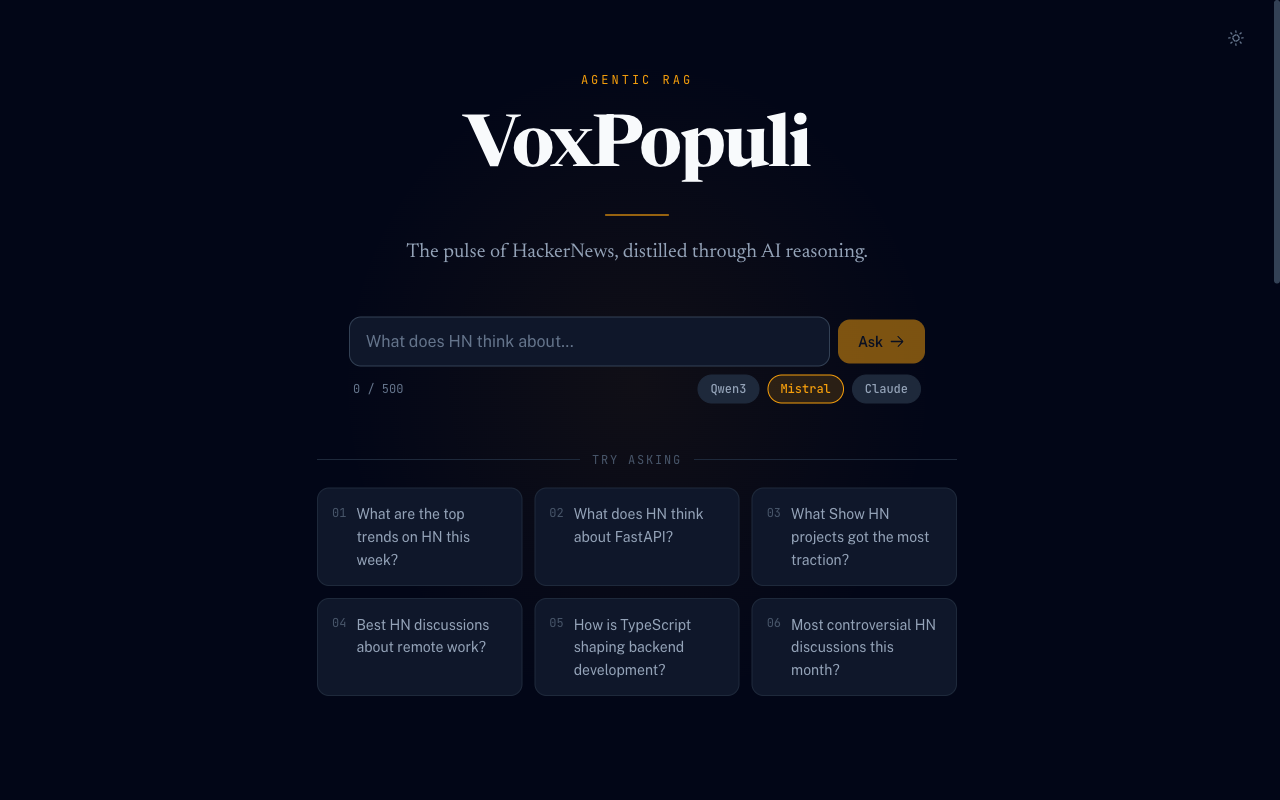 AGENTIC RAG
VoxPopuli
The pulse of HackerNews, distilled through AI reasoning.
What does HN think about...
Ask →
0 / 500
Qwen3
Mistral
Claude
TRY ASKING
01 What are the top
trends on HN this
week?
02 What does HN think
about FastAPI?
03 What Show HN
projects got the most
traction?
04 Best HN discussions
about remote work?
05 How is TypeScript
shaping backend
development?
06 Most controversial HN
discussions this
month?